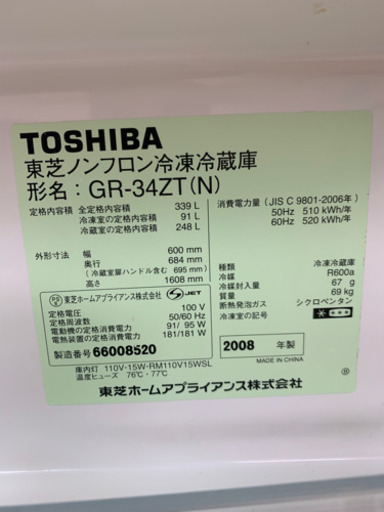 TOSHIBA
東芝ノンフロン冷凍冷蔵庫
形名：GR-34ZT(N)
定格内容積 全定格内容積 339 L
冷凍室の定格内容積 91 L
冷蔵室の定格内容積 248 L
消費電力量（JIS C 9801-2006年）
50Hz 510 kWh/年
60Hz 520 kWh/年
外形寸法 幅 600 mm
奥行 684 mm
（冷蔵室扉ハンドル含む 695 mm）
高さ 1608 mm
東芝ホームアプライアンス株式会社 JET
定格電圧 100 V
定格周波数 50/60 Hz
電動機の定格消費電力 91/ 95 W
電熱装置の定格消費電力 181/181 W
製造番号 66008520
種類 冷凍冷蔵庫
冷媒 R600a
冷媒封入量 67 g
質量 69 kg
断熱発泡ガス シクロペンタン
冷凍室の記号
2008 年製
MADE IN CHINA
庫内灯 110V-15W-RM110V15WSL
温度ヒューズ 76℃・77℃
東芝ホームアプライアンス株式会社